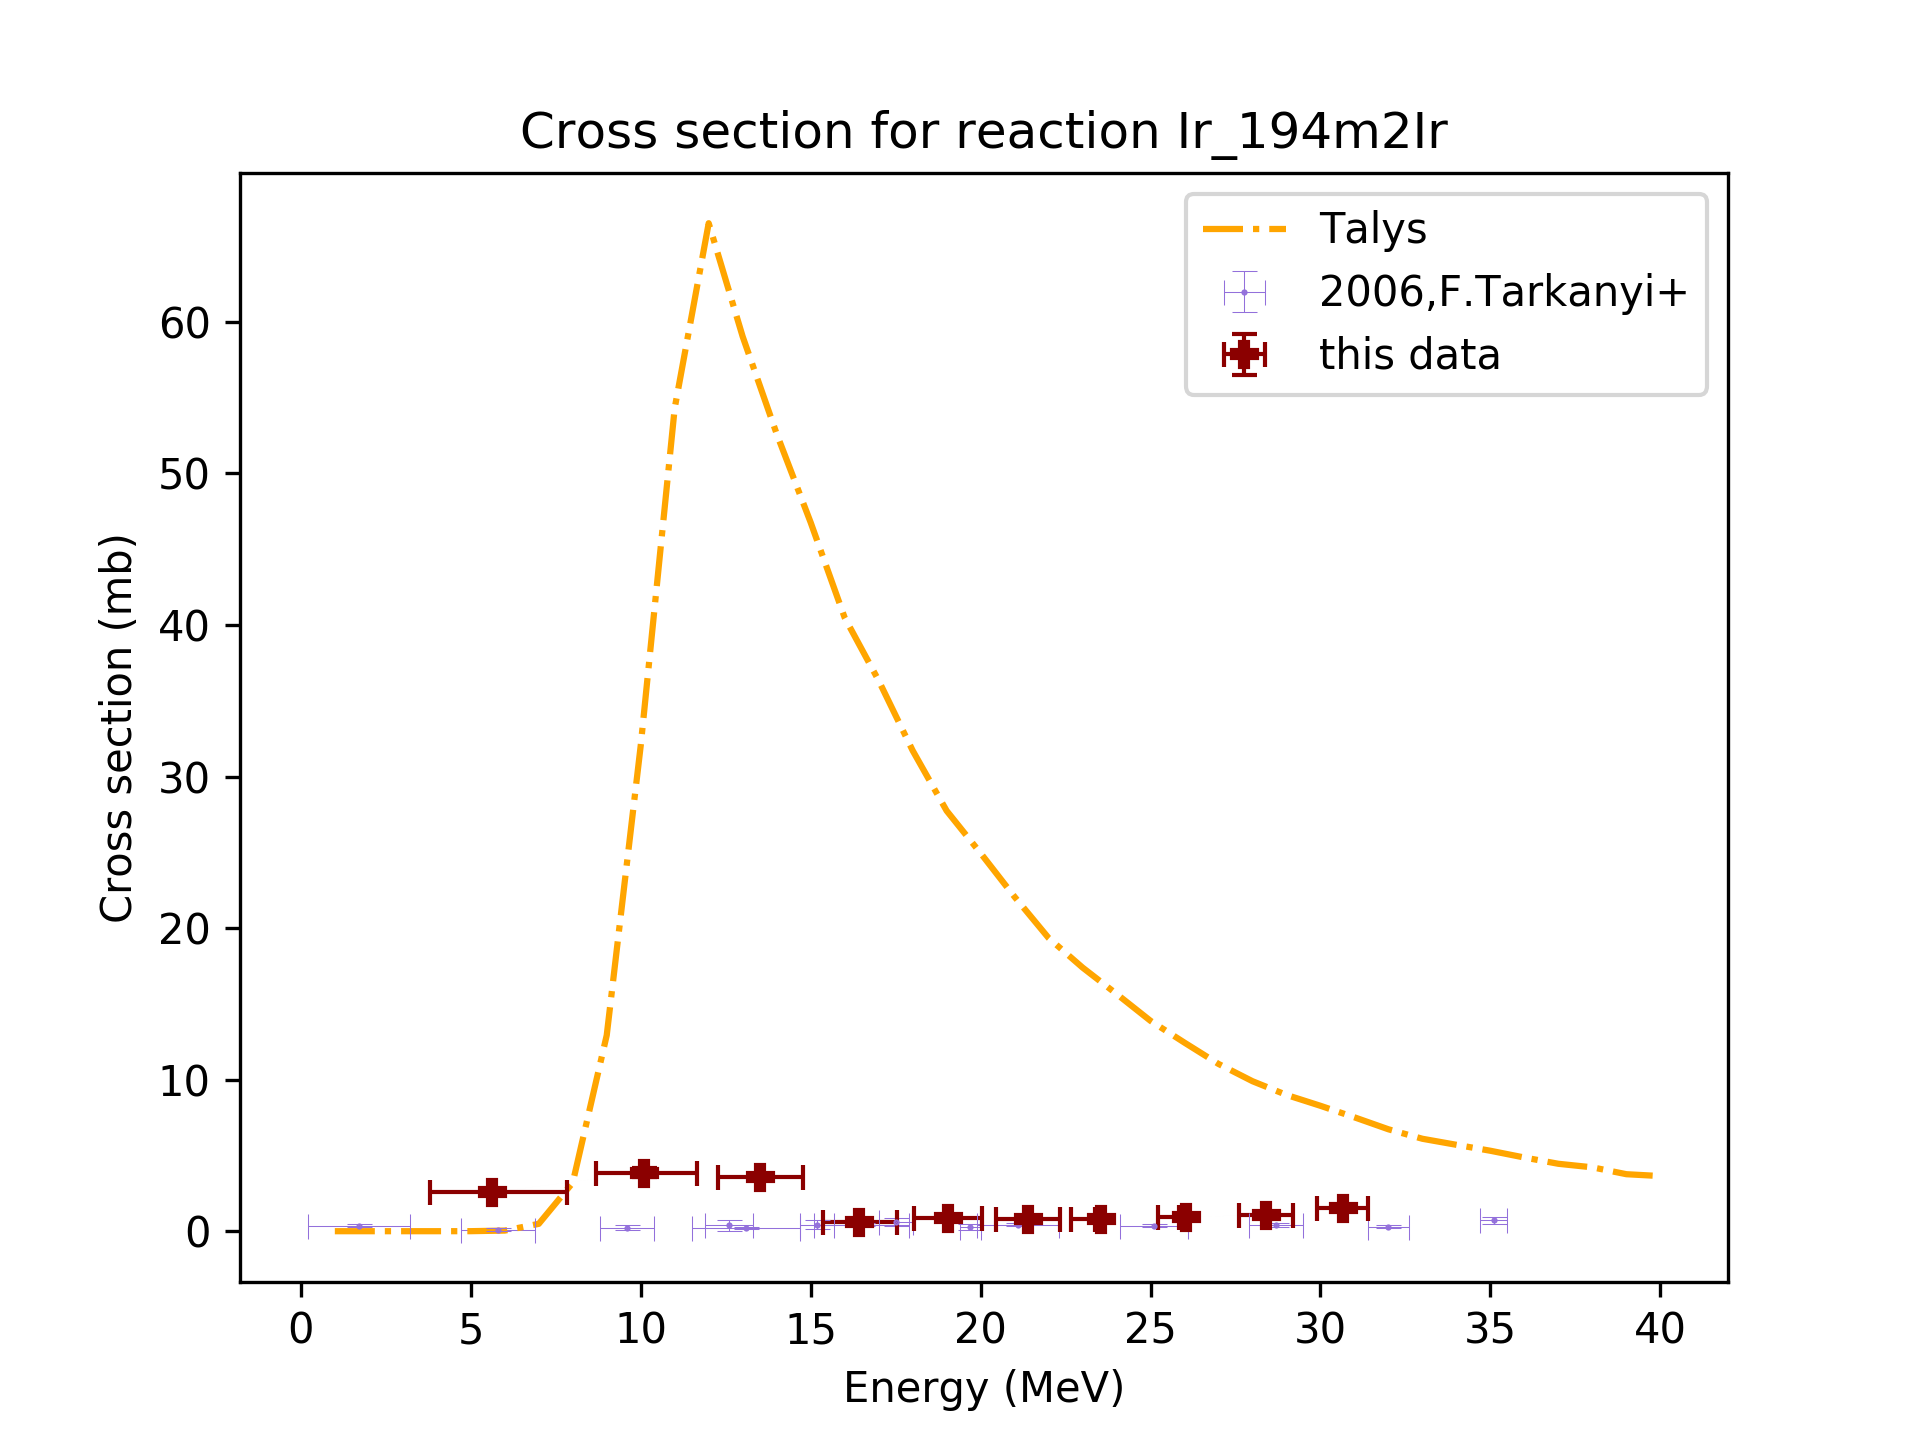 Cross section for reaction Ir_194m2Ir
Talys
2006,F.Tarkanyi+
this data
Cross section (mb)
60
50
40
30
20
10
0
0 5 10 15 20 25 30 35 40
Energy (MeV)